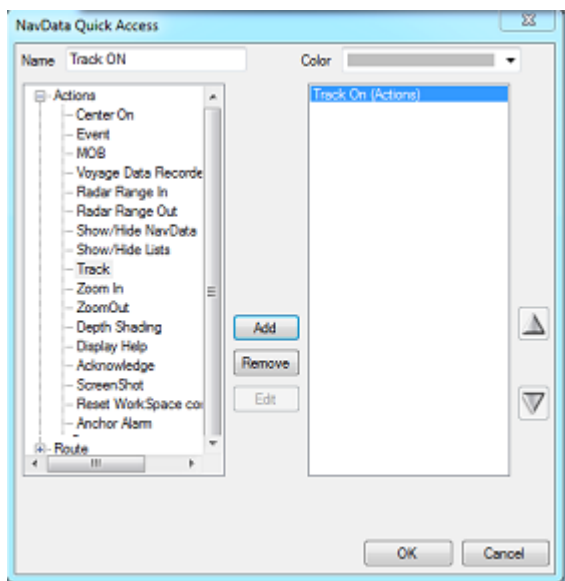 NavData Quick Access
Name Track ON Color
Actions
Center On
Event
MOB
Voyage Data Recorde
Radar Range In
Radar Range Out
Show/Hide NavData
Show/Hide Lists
Track
Zoom In
ZoomOut
Depth Shading
Display Help
Acknowledge
ScreenShot
Reset WorkSpace co
Anchor Alarm
Route
Track On (Actions)
Add
Remove
Edit
OK Cancel